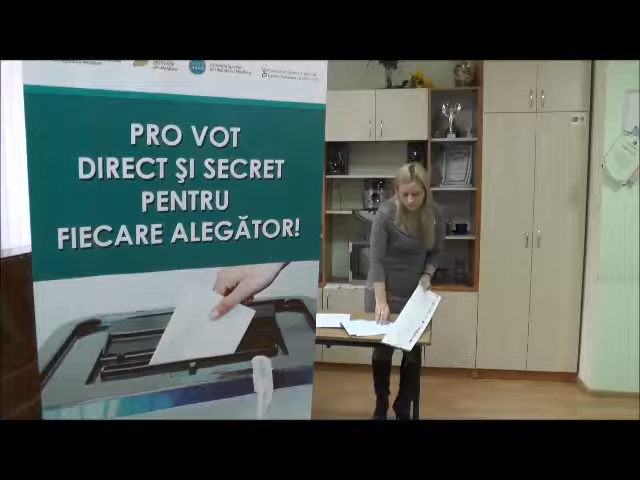 PRO VOT
DIRECT ŞI SECRET
PENTRU
FIECARE ALEGĂTOR!